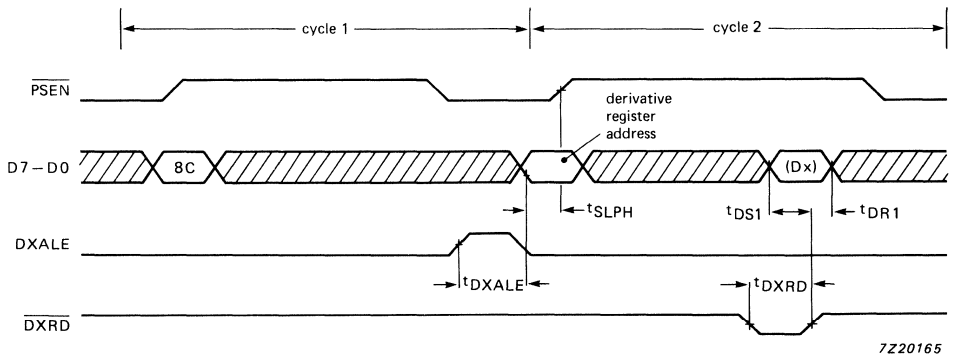 cycle 1 cycle 2
PSEN
derivative
register
address
D7–D0 8C (Dx)
tSLPH tDS1 tDR1
DXALE
tDXALE tDXRD
DXRD
7Z20165